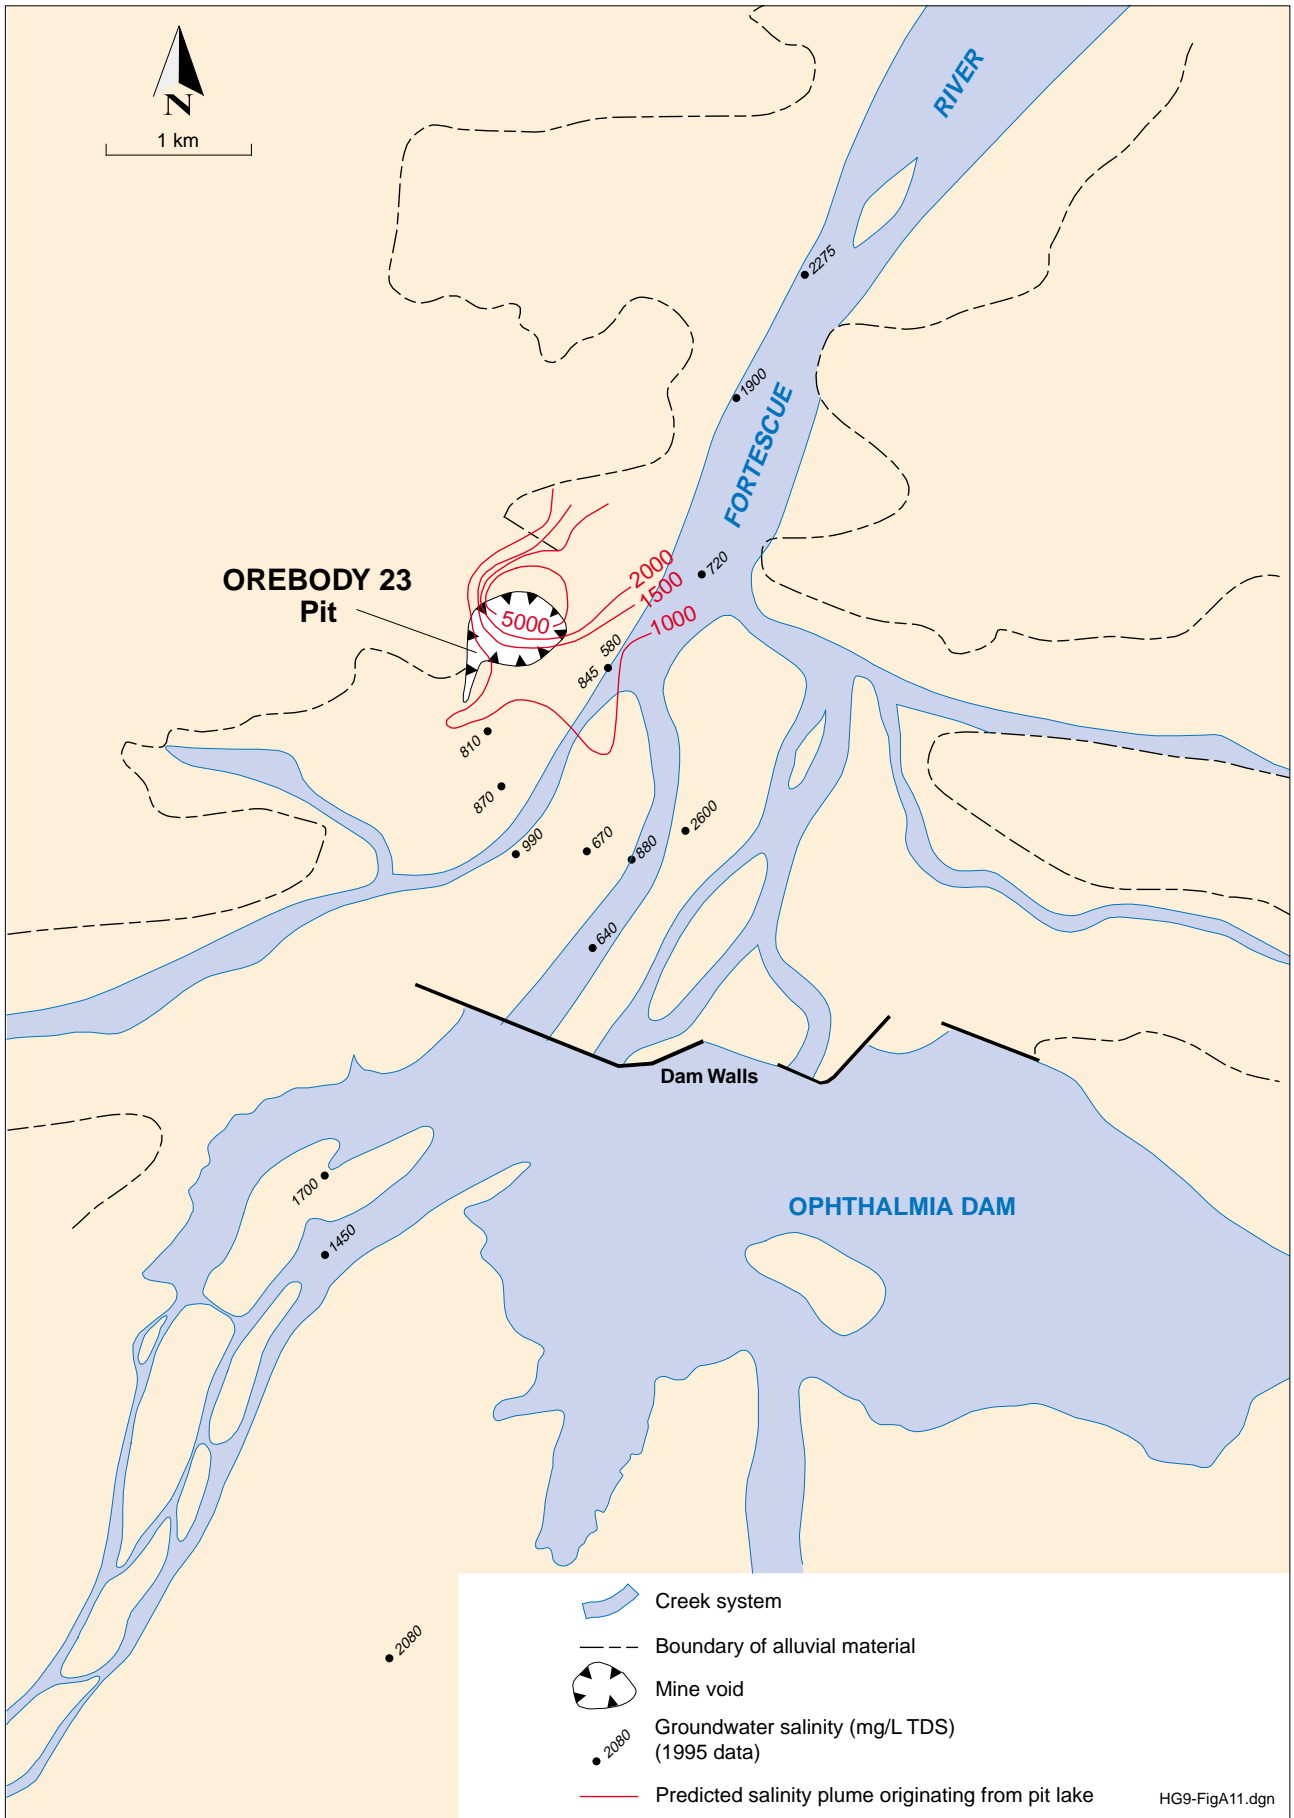 N
1 km
RIVER
2275
1900
FORTESCUE
720
2000
1500
1000
OREBODY 23
Pit
5000
580
845
810
870
990
670
880
2600
640
Dam Walls
1700
1450
OPHTHALMIA DAM
2080
Creek system
Boundary of alluvial material
Mine void
2080
Groundwater salinity (mg/L TDS)
(1995 data)
Predicted salinity plume originating from pit lake
HG9-FigA11.dgn